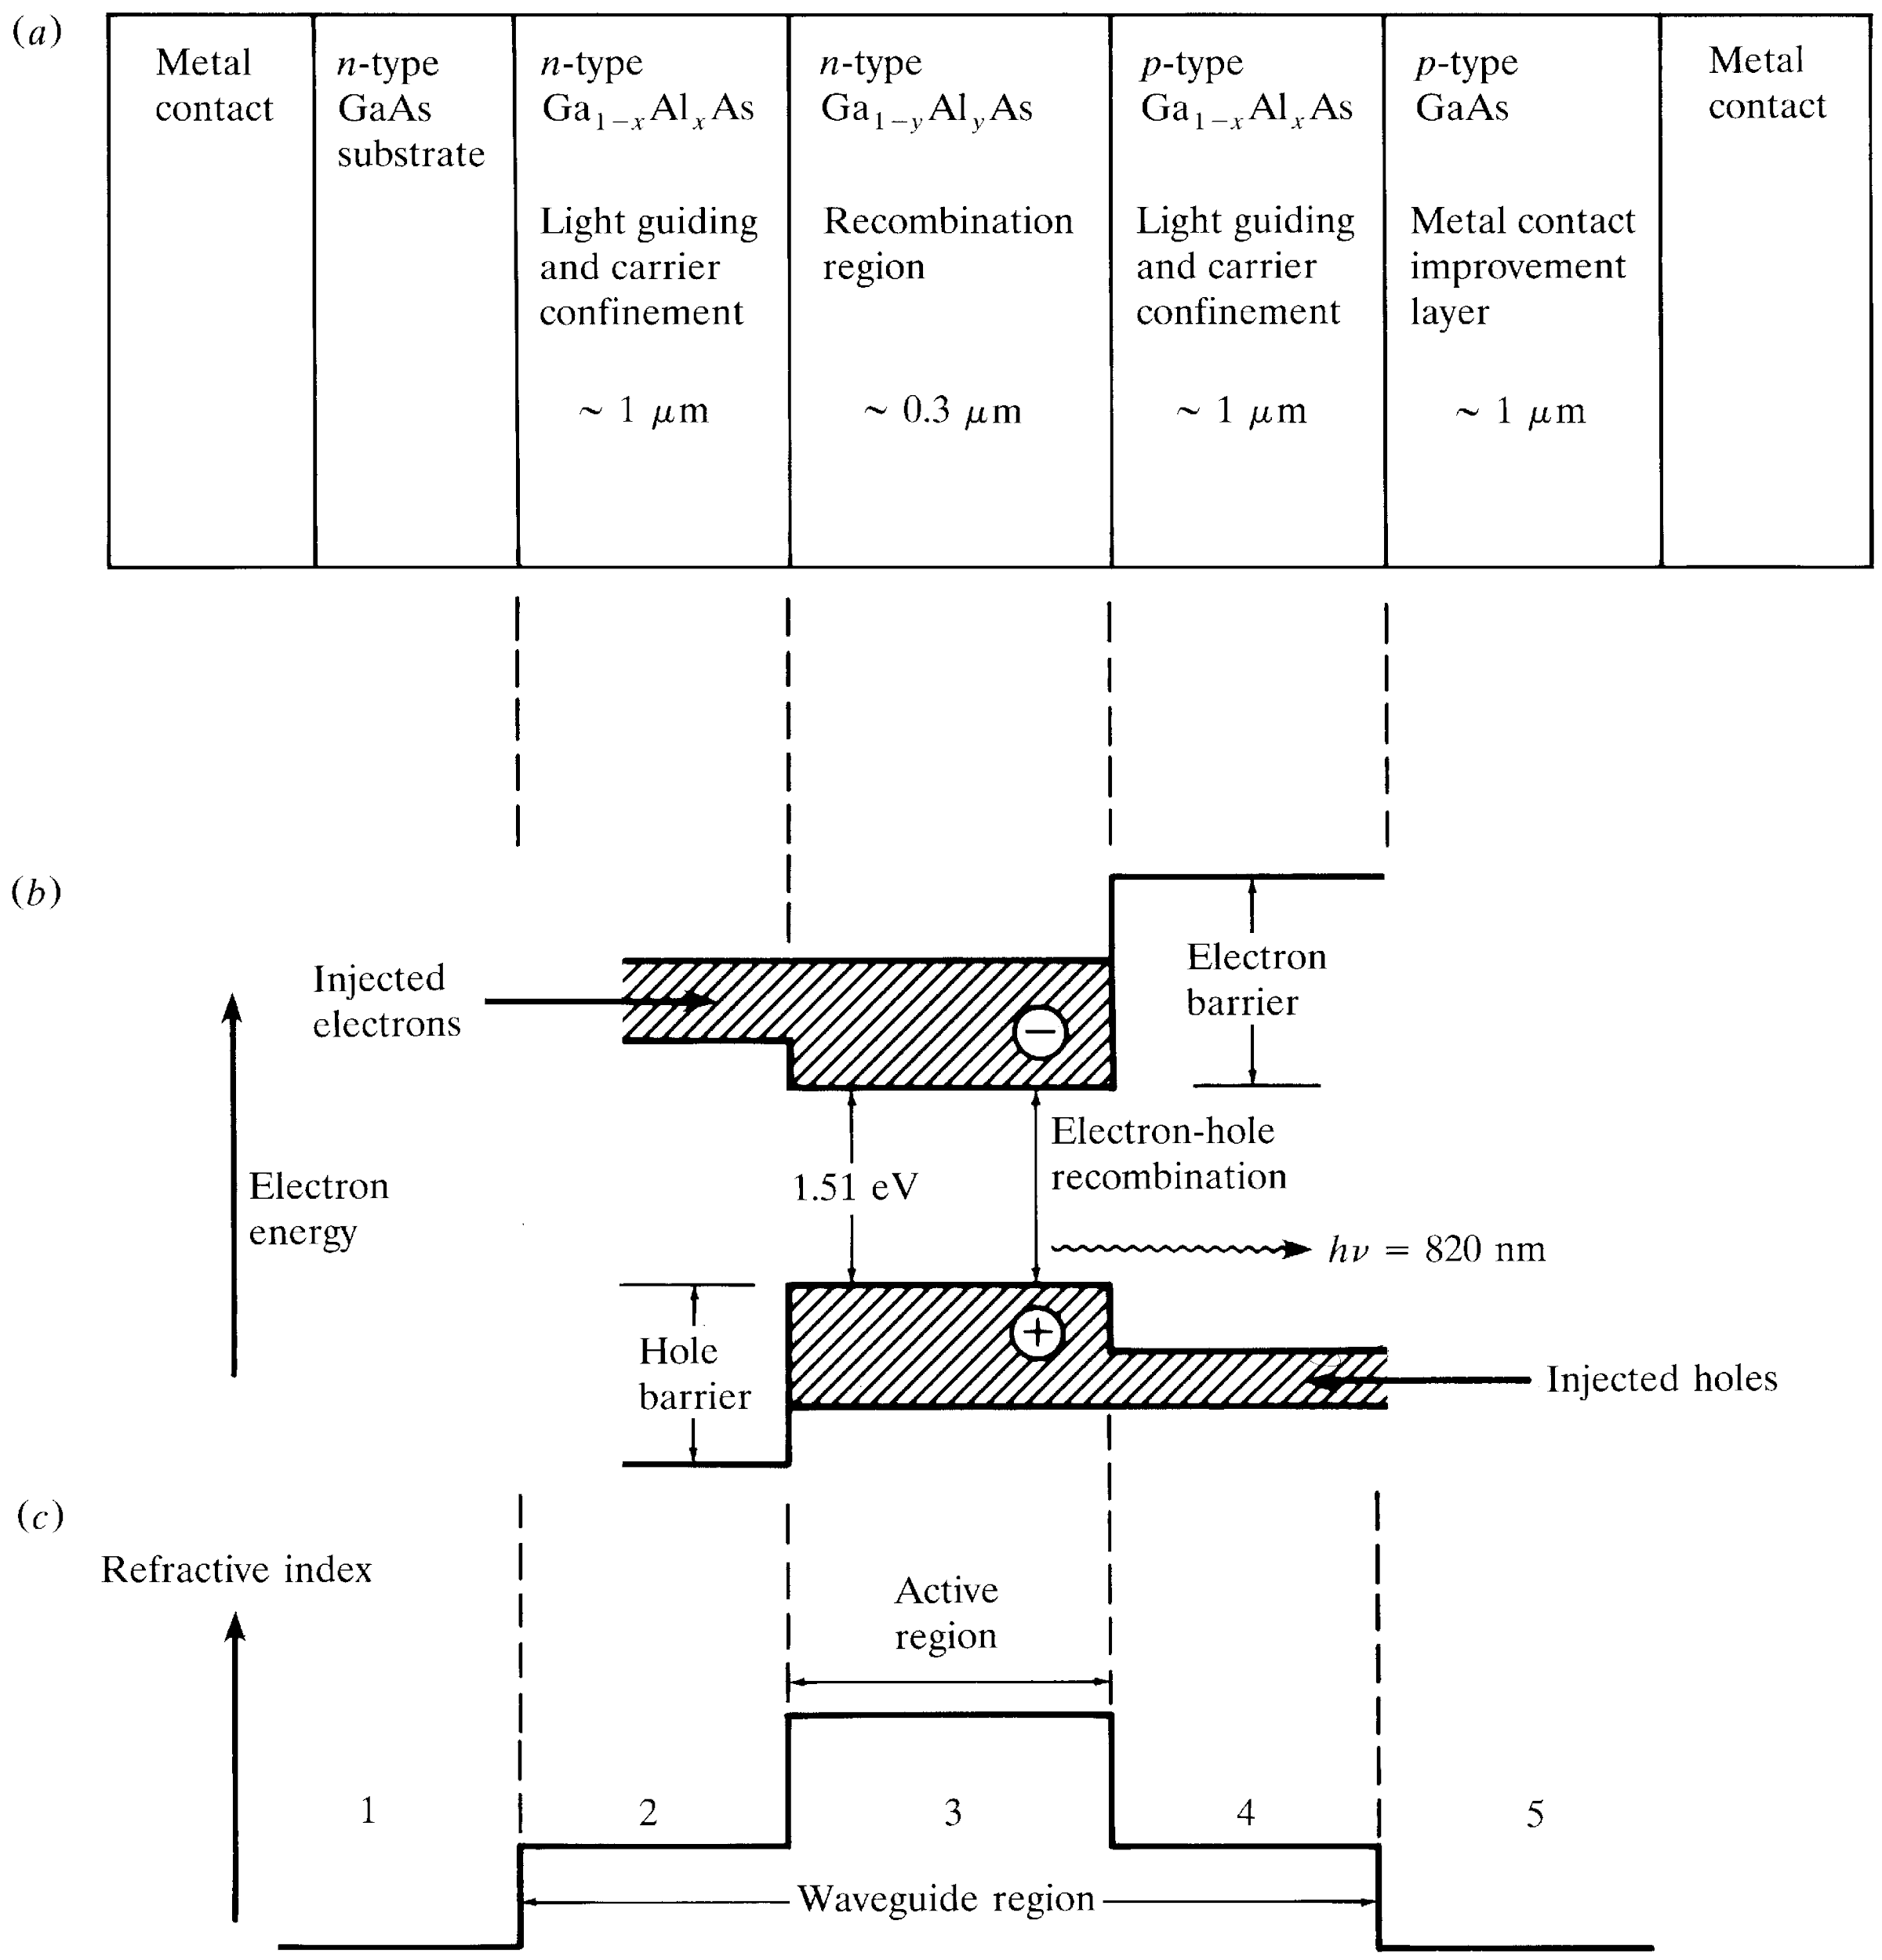 (a)
Metal
contact
n-type
GaAs
substrate
n-type
Ga₁₋ₓAlₓAs
Light guiding
and carrier
confinement
~ 1 μm
n-type
Ga_{1−y}Al_yAs
Recombination
region
~ 0.3 μm
p-type
Ga₁₋ₓAlₓAs
Light guiding
and carrier
confinement
~ 1 μm
p-type
GaAs
Metal contact
improvement
layer
~ 1 μm
Metal
contact
(b)
Injected
electrons
−
Electron
barrier
Electron
energy
1.51 eV
Electron-hole
recombination
hν = 820 nm
Hole
barrier
+
Injected holes
(c)
Refractive index
Active
region
1
2
3
4
5
Waveguide region